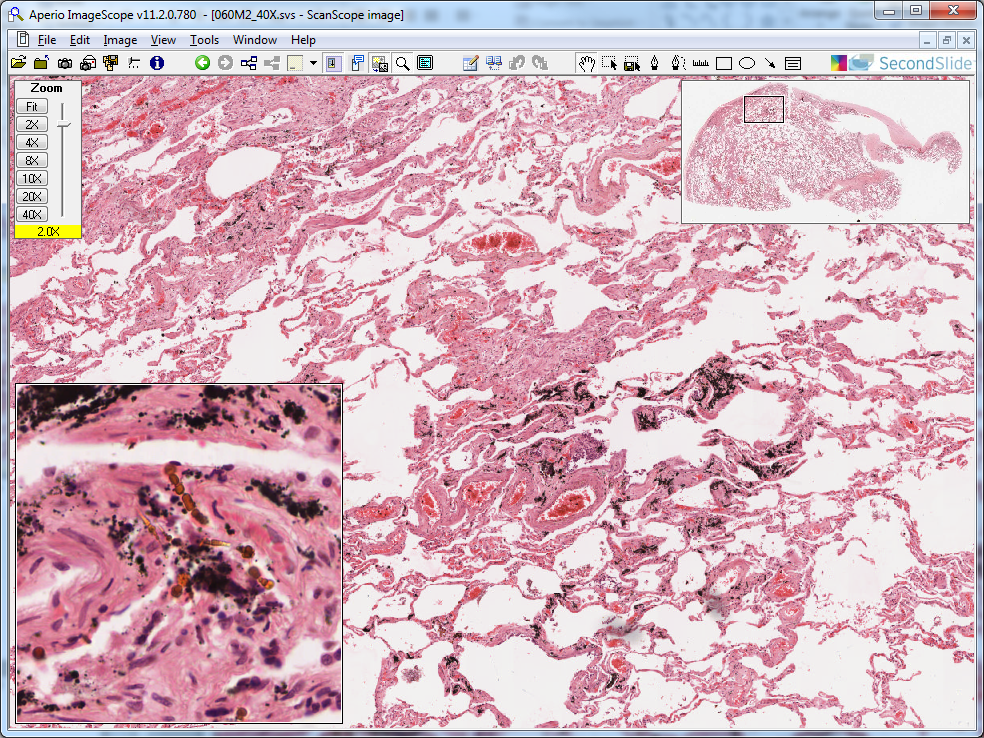 Aperio ImageScope v11.2.0.780 - [060M2_40X.svs - ScanScope image]
File Edit Image View Tools Window Help
SecondSlide
Zoom
Fit
2X
4X
8X
10X
20X
40X
2.0X